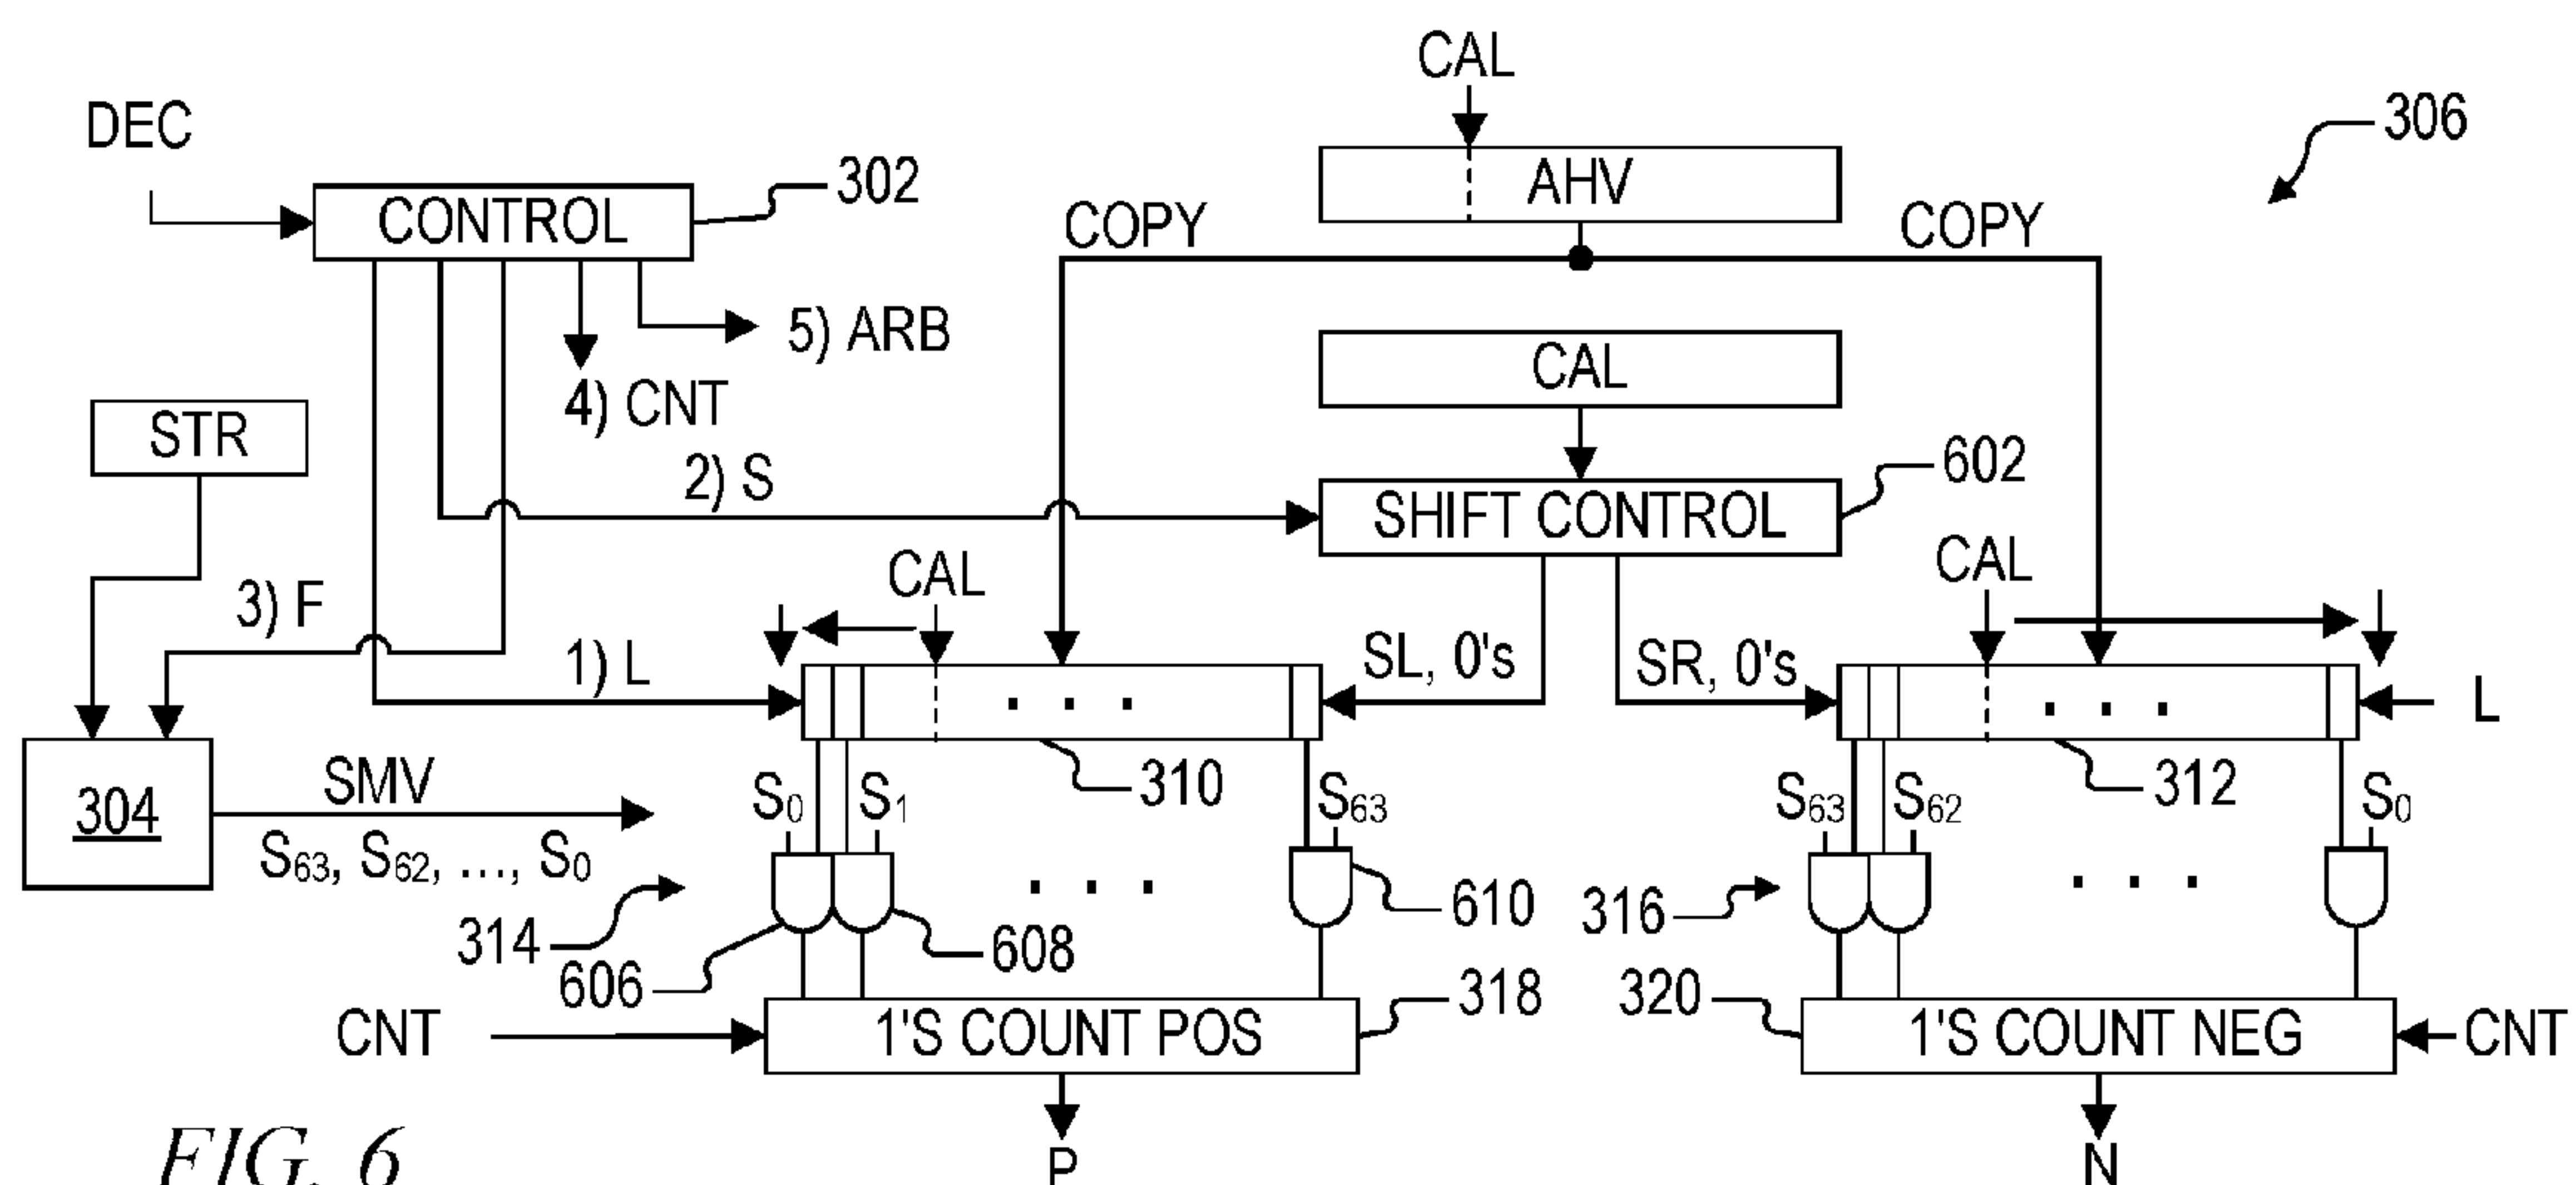 CAL
DEC
306
302
AHV
CONTROL
COPY
COPY
5) ARB
CAL
4) CNT
STR
2) S
602
SHIFT CONTROL
CAL
CAL
3) F
1) L
SL, 0's
SR, 0's
. . .
. . .
L
SMV
304
S63, S62, ..., S0
S0
S1
310
S63
S63
S62
312
S0
. . .
. . .
314
606
608
610
316
318
320
CNT
1'S COUNT POS
1'S COUNT NEG
CNT
FIG. 6
P
N